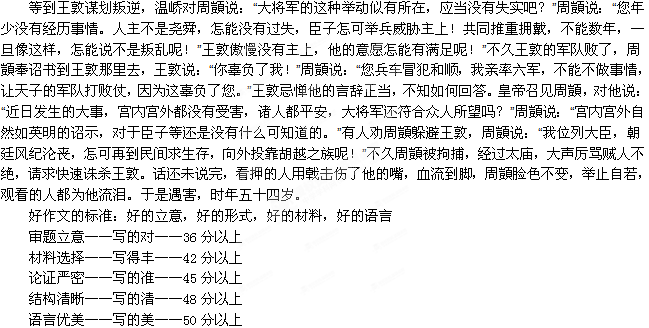 等到王敦谋划叛逆，温峤对周顗说：“大将军的这种举动似有所在，应当没有失实吧？”周顗说：“您年
少没有经历事情。人主不是尧舜，怎能没有过失，臣子怎可举兵威胁主上！共同推重拥戴，不能数年，一
旦像这样，怎能说不是叛乱呢！”王敦傲慢没有主上，他的意愿怎能有满足呢！”不久王敦的军队败了，周
顗奉诏书到王敦那里去，王敦说：“你辜负了我！”周顗说：“您兵车冒犯和顺，我亲率六军，不能不做事情，
让天子的军队打败仗，因为这辜负了您。”王敦忌惮他的言辞正当，不知如何回答。皇帝召见周顗，对他说：
“近日发生的大事，宫内宫外都没有受害，诸人都平安，大将军还符合众人所望吗？”周顗说：“宫内宫外自
然如英明的诏示，对于臣子等还是没有什么可知道的。”有人劝周顗躲避王敦，周顗说：“我位列大臣，朝
廷风纪沦丧，怎可再到民间求生存，向外投靠胡越之族呢！”不久周顗被拘捕，经过太庙，大声厉骂贼人不
绝，请求快速诛杀王敦。话还未说完，看押的人用戟击伤了他的嘴，血流到脚，周顗脸色不变，举止自若，
观看的人都为他流泪。于是遇害，时年五十四岁。
好作文的标准：好的立意，好的形式，好的材料，好的语言
审题立意——写的对——36 分以上
材料选择——写得丰——42 分以上
论证严密——写的准——45 分以上
结构清晰——写的清——48 分以上
语言优美——写的美——50 分以上